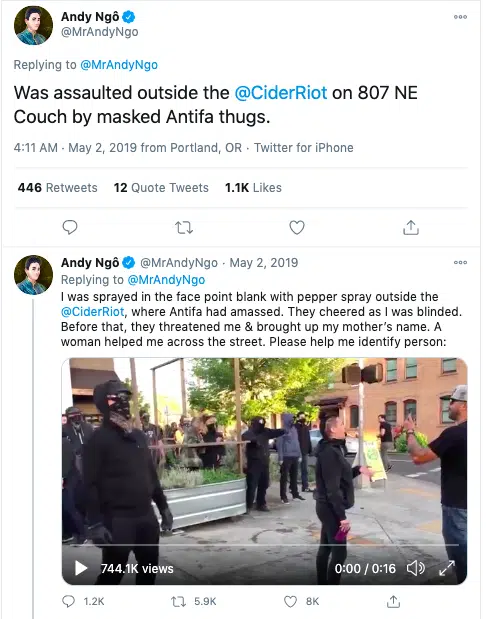 Andy Ngô
@MrAndyNgo
Replying to @MrAndyNgo
Was assaulted outside the @CiderRiot on 807 NE
Couch by masked Antifa thugs.
4:11 AM · May 2, 2019 from Portland, OR · Twitter for iPhone
446 Retweets 12 Quote Tweets 1.1K Likes
Andy Ngô @MrAndyNgo · May 2, 2019
Replying to @MrAndyNgo
I was sprayed in the face point blank with pepper spray outside the
@CiderRiot, where Antifa had amassed. They cheered as I was blinded.
Before that, they threatened me & brought up my mother's name. A
woman helped me across the street. Please help me identify person:
744.1K views 0:00 / 0:16
1.2K 5.9K 8K